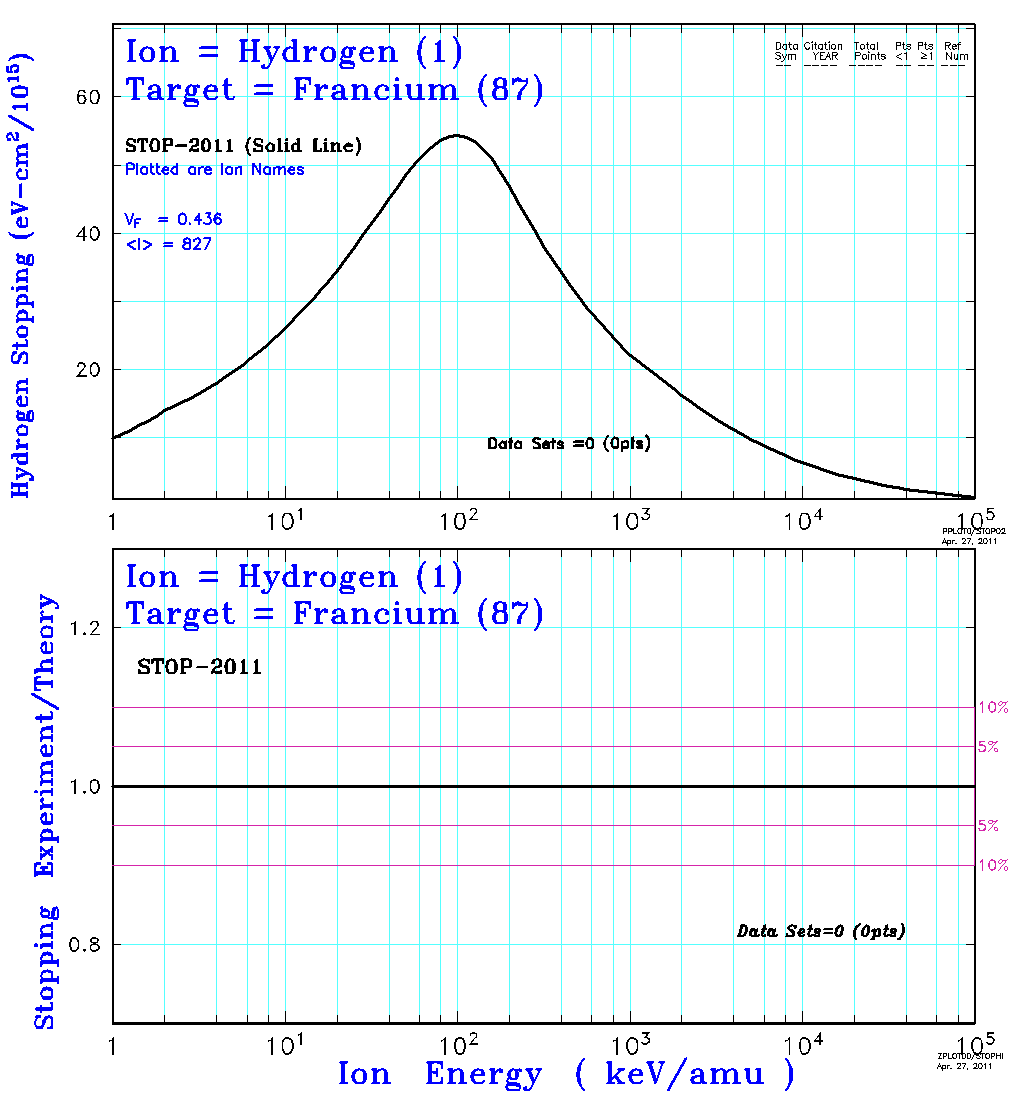 Ion = Hydrogen (1)
Target = Francium (87)
Data Citation Total Pts Pts Ref
Sym YEAR Points <1 ≥1 Num
STOP-2011 (Solid Line)
Plotted are Ion Names
V_F = 0.436
<I> = 827
Hydrogen Stopping (eV-cm²/10¹⁵)
60
40
20
Data Sets =0 (0pts)
1 10¹ 10² 10³ 10⁴ 10⁵
Apr. 27, 2011
Ion = Hydrogen (1)
Target = Francium (87)
STOP-2011
Stopping Experiment/Theory
1.2
1.0
0.8
10%
5%
5%
10%
Data Sets=0 (0pts)
1 10¹ 10² 10³ 10⁴ 10⁵
Ion Energy ( keV/amu )
Apr. 27, 2011